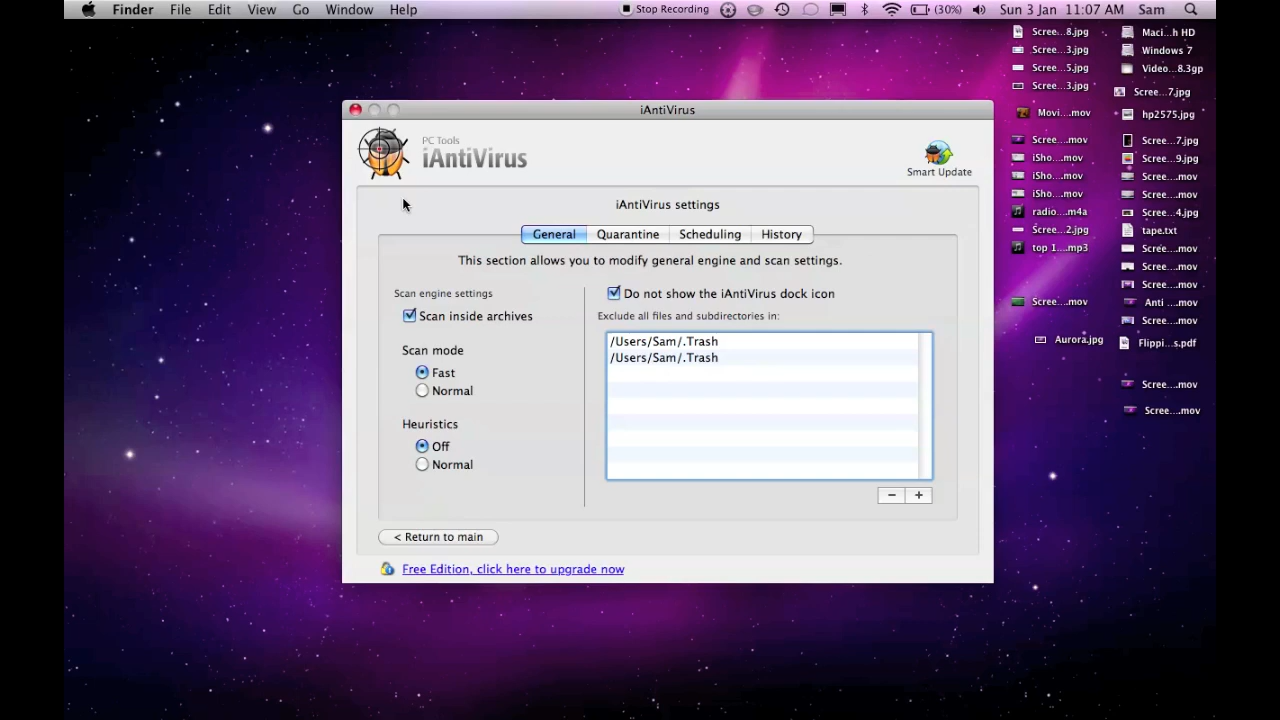 Finder File Edit View Go Window Help Stop Recording (30%) Sun 3 Jan 11:07 AM Sam
Scree...8.jpg Maci...h HD
Scree...3.jpg Windows 7
Scree...5.jpg Video...8.3gp
Scree...3.jpg Scree...7.jpg
Movi...mov hp2575.jpg
Scree....mov Scree...7.jpg
iSho....mov Scree...9.jpg
iSho....mov Scree....mov
iSho....mov Scree....mov
radio...m4a Scree...4.jpg
Scree...2.jpg tape.txt
top 1...mp3 Scree....mov
Scree....mov
Scree....mov
Scree....mov Anti ....mov
Scree....mov
Aurora.jpg Flippi...s.pdf
Scree....mov
Scree....mov
iAntiVirus
PC Tools
iAntiVirus
Smart Update
iAntiVirus settings
General Quarantine Scheduling History
This section allows you to modify general engine and scan settings.
Scan engine settings
Scan inside archives
Scan mode
Fast
Normal
Heuristics
Off
Normal
Do not show the iAntiVirus dock icon
Exclude all files and subdirectories in:
/Users/Sam/.Trash
/Users/Sam/.Trash
− +
< Return to main
Free Edition, click here to upgrade now